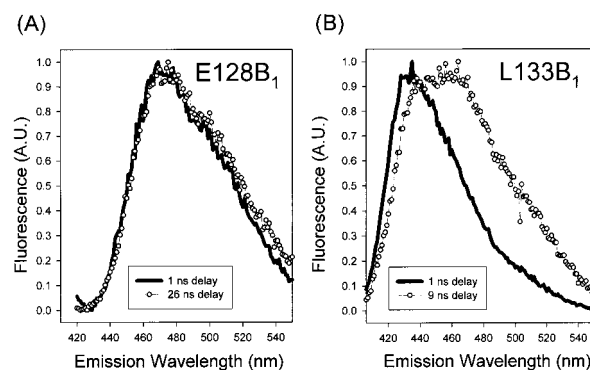 (A)
E128B1
1.0
0.9
0.8
0.7
0.6
0.5
0.4
0.3
0.2
0.1
0.0
Fluorescence (A.U.)
1 ns delay
26 ns delay
420 440 460 480 500 520 540
Emission Wavelength (nm)
(B)
L133B1
1.0
0.9
0.8
0.7
0.6
0.5
0.4
0.3
0.2
0.1
0.0
Fluorescence (A.U.)
1 ns delay
9 ns delay
420 440 460 480 500 520 540
Emission Wavelength (nm)